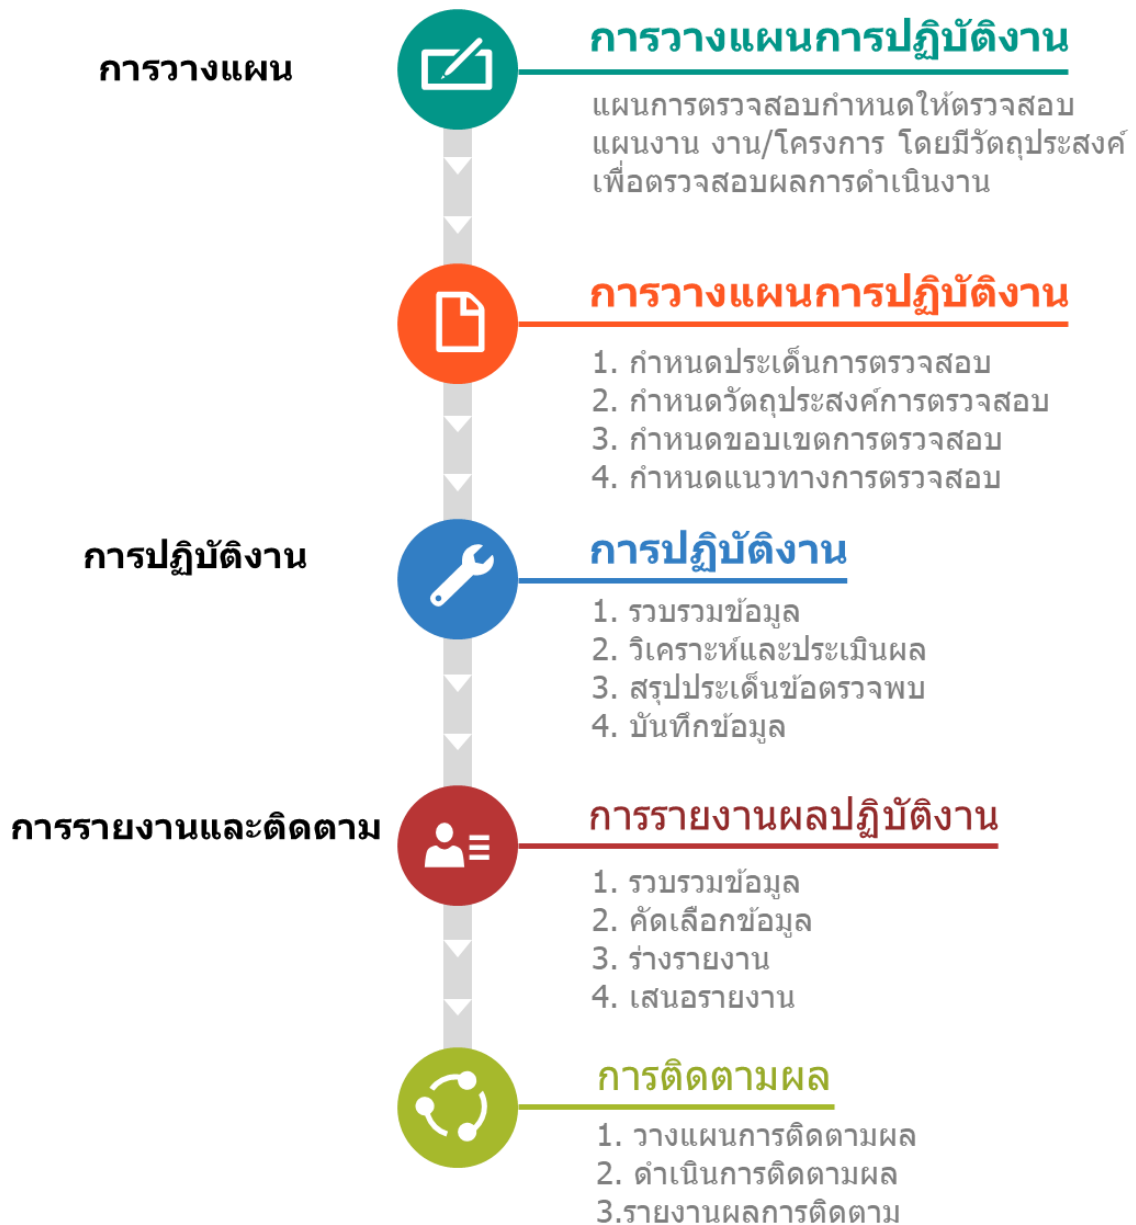 การวางแผน
การวางแผนการปฏิบัติงาน
แผนการตรวจสอบกำหนดให้ตรวจสอบ
แผนงาน งาน/โครงการ โดยมีวัตถุประสงค์
เพื่อตรวจสอบผลการดำเนินงาน
การวางแผนการปฏิบัติงาน
1. กำหนดประเด็นการตรวจสอบ
2. กำหนดวัตถุประสงค์การตรวจสอบ
3. กำหนดขอบเขตการตรวจสอบ
4. กำหนดแนวทางการตรวจสอบ
การปฏิบัติงาน
การปฏิบัติงาน
1. รวบรวมข้อมูล
2. วิเคราะห์และประเมินผล
3. สรุปประเด็นข้อตรวจพบ
4. บันทึกข้อมูล
การรายงานและติดตาม
การรายงานผลปฏิบัติงาน
1. รวบรวมข้อมูล
2. คัดเลือกข้อมูล
3. ร่างรายงาน
4. เสนอรายงาน
การติดตามผล
1. วางแผนการติดตามผล
2. ดำเนินการติดตามผล
3.รายงานผลการติดตาม